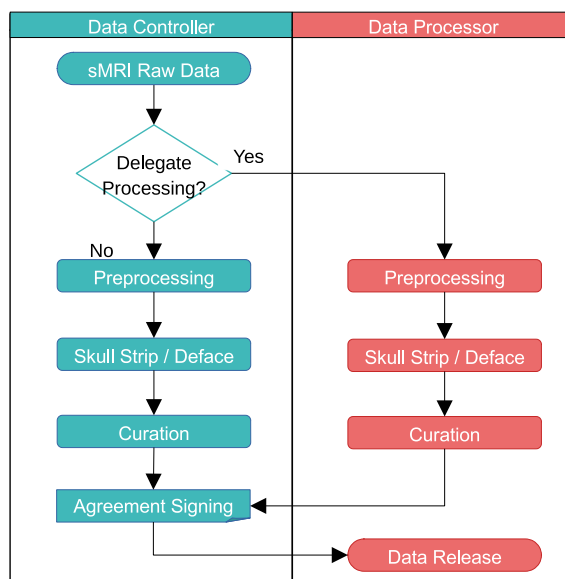 Data Controller
Data Processor
sMRI Raw Data
Delegate
Processing?
Yes
No
Preprocessing
Preprocessing
Skull Strip / Deface
Skull Strip / Deface
Curation
Curation
Agreement Signing
Data Release